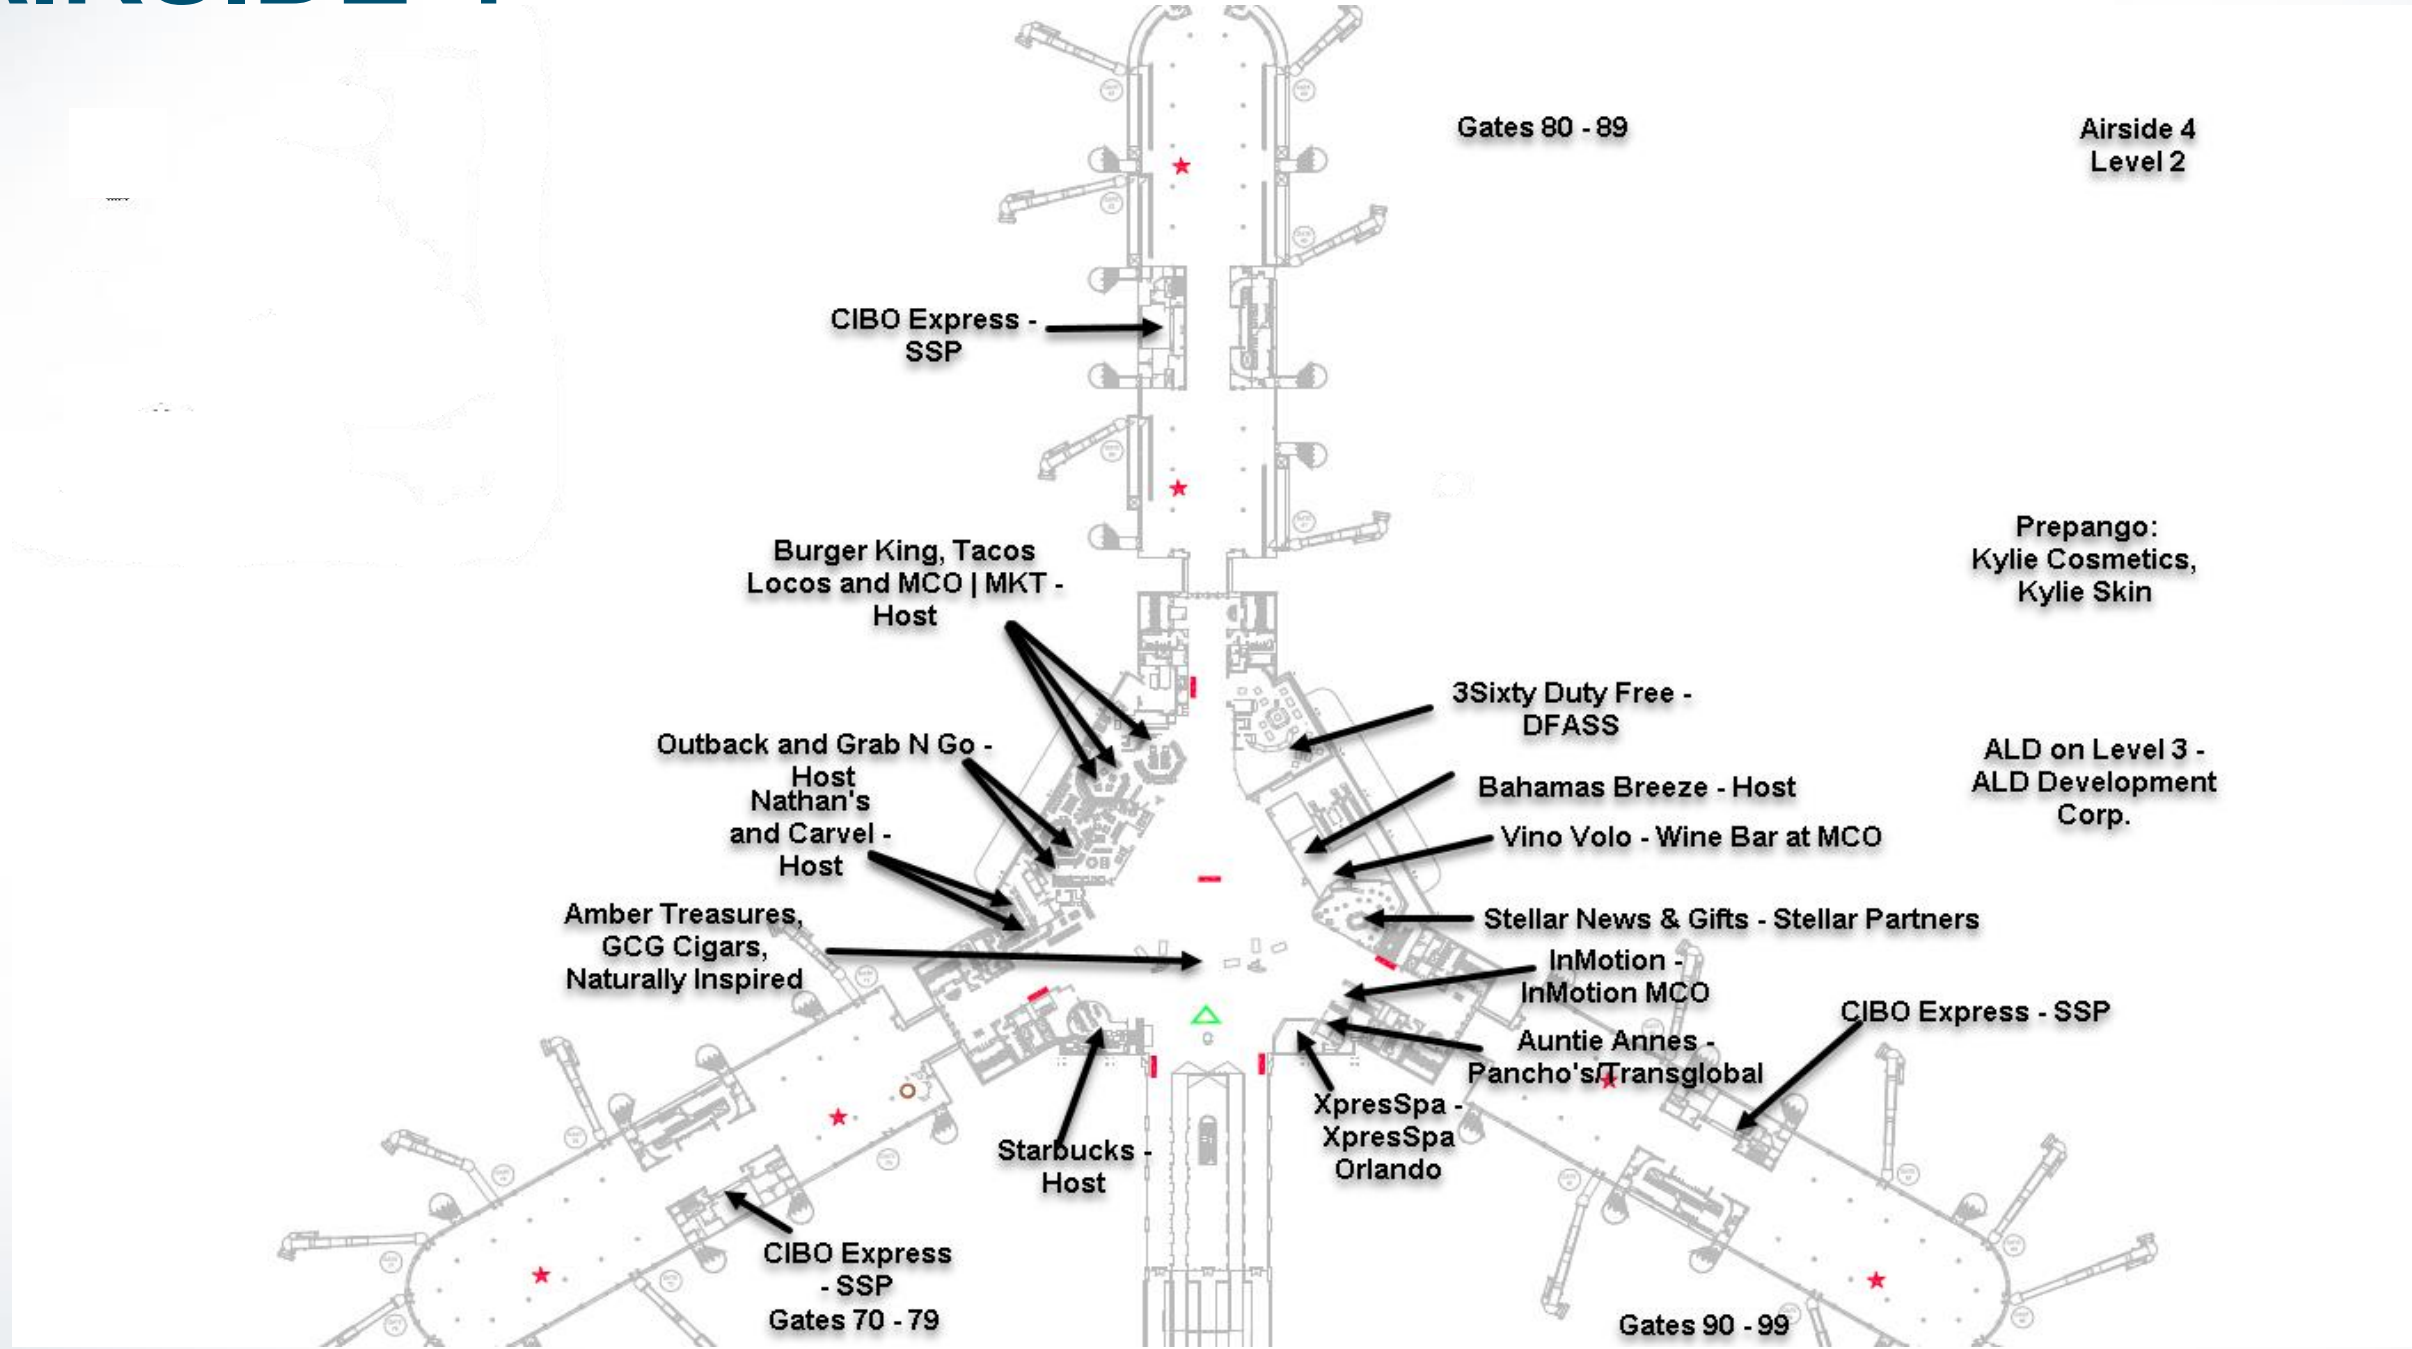 Gates 80 - 89
Airside 4
Level 2
CIBO Express -
SSP
Burger King, Tacos
Locos and MCO | MKT -
Host
Prepango:
Kylie Cosmetics,
Kylie Skin
3Sixty Duty Free -
DFASS
Outback and Grab N Go -
Host
Nathan's
and Carvel -
Host
ALD on Level 3 -
ALD Development
Corp.
Bahamas Breeze - Host
Vino Volo - Wine Bar at MCO
Amber Treasures,
GCG Cigars,
Naturally Inspired
Stellar News & Gifts - Stellar Partners
InMotion -
InMotion MCO
CIBO Express - SSP
Auntie Annes -
Pancho's/Transglobal
XpresSpa -
XpresSpa
Orlando
Starbucks -
Host
CIBO Express
- SSP
Gates 70 - 79
Gates 90 - 99